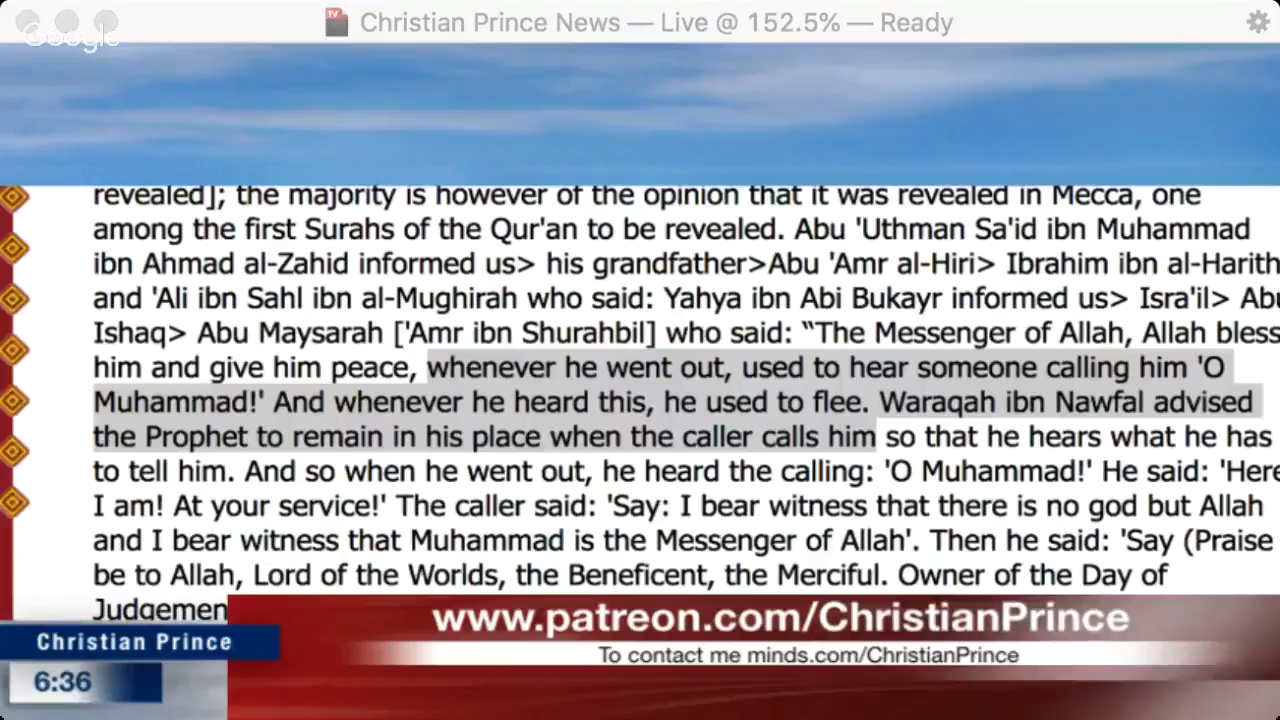 Christian Prince News — Live @ 152.5% — Ready
Google
revealed]; the majority is however of the opinion that it was revealed in Mecca, one
among the first Surahs of the Qur'an to be revealed. Abu 'Uthman Sa'id ibn Muhammad
ibn Ahmad al-Zahid informed us> his grandfather>Abu 'Amr al-Hiri> Ibrahim ibn al-Harith
and 'Ali ibn Sahl ibn al-Mughirah who said: Yahya ibn Abi Bukayr informed us> Isra'il> Abu
Ishaq> Abu Maysarah ['Amr ibn Shurahbil] who said: “The Messenger of Allah, Allah bless
him and give him peace, whenever he went out, used to hear someone calling him 'O
Muhammad!' And whenever he heard this, he used to flee. Waraqah ibn Nawfal advised
the Prophet to remain in his place when the caller calls him so that he hears what he has
to tell him. And so when he went out, he heard the calling: 'O Muhammad!' He said: 'Here
I am! At your service!' The caller said: 'Say: I bear witness that there is no god but Allah
and I bear witness that Muhammad is the Messenger of Allah'. Then he said: 'Say (Praise
be to Allah, Lord of the Worlds, the Beneficent, the Merciful. Owner of the Day of
Judgemen
www.patreon.com/ChristianPrince
Christian Prince
To contact me minds.com/ChristianPrince
6:36